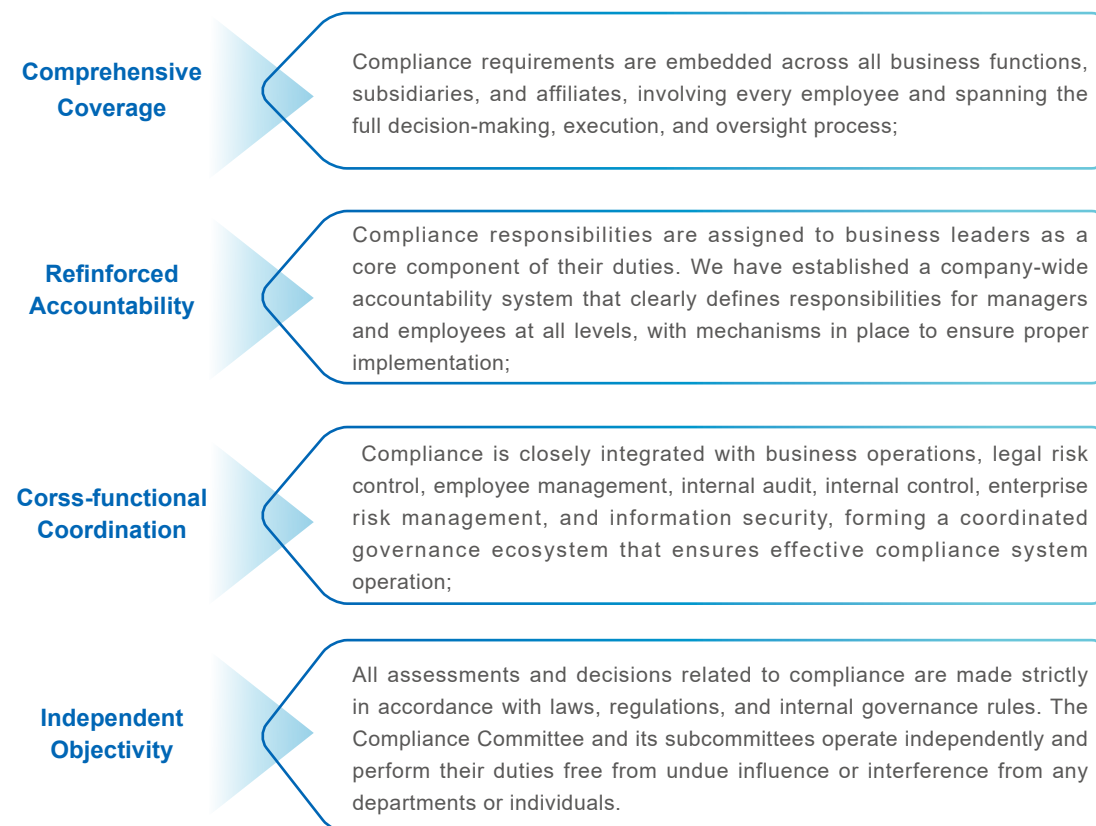 Comprehensive
Coverage
Compliance requirements are embedded across all business functions,
subsidiaries, and affiliates, involving every employee and spanning the
full decision-making, execution, and oversight process;
Refinforced
Accountability
Compliance responsibilities are assigned to business leaders as a
core component of their duties. We have established a company-wide
accountability system that clearly defines responsibilities for managers
and employees at all levels, with mechanisms in place to ensure proper
implementation;
Corss-functional
Coordination
Compliance is closely integrated with business operations, legal risk
control, employee management, internal audit, internal control, enterprise
risk management, and information security, forming a coordinated
governance ecosystem that ensures effective compliance system
operation;
Independent
Objectivity
All assessments and decisions related to compliance are made strictly
in accordance with laws, regulations, and internal governance rules. The
Compliance Committee and its subcommittees operate independently and
perform their duties free from undue influence or interference from any
departments or individuals.